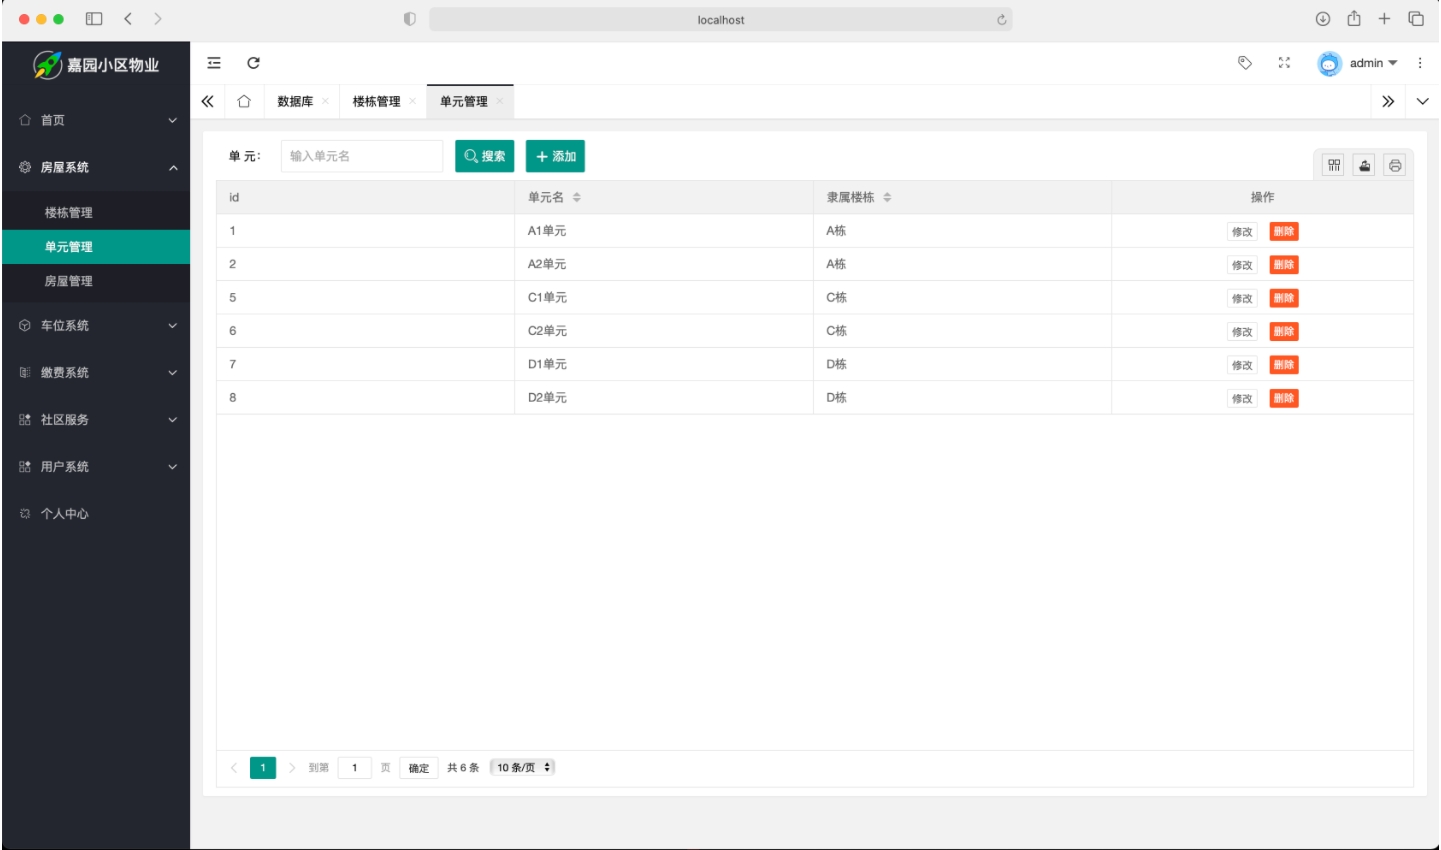 localhost
嘉园小区物业
admin
数据库
楼栋管理
单元管理
首页
房屋系统
楼栋管理
单元管理
房屋管理
车位系统
缴费系统
社区服务
用户系统
个人中心
单 元: 输入单元名 搜索 添加
id 单元名 隶属楼栋 操作
1 A1单元 A栋 修改 删除
2 A2单元 A栋 修改 删除
5 C1单元 C栋 修改 删除
6 C2单元 C栋 修改 删除
7 D1单元 D栋 修改 删除
8 D2单元 D栋 修改 删除
1 到第 1 页 确定 共 6 条 10 条/页